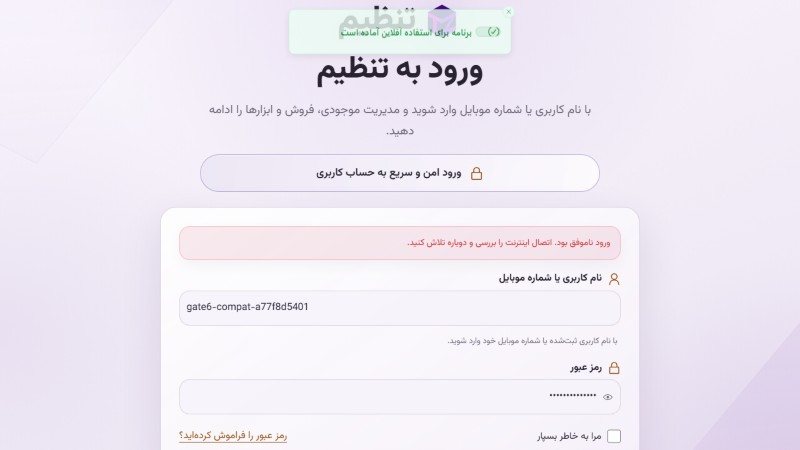 تنظیم
برنامه برای استفاده آفلاین آماده است
ورود به تنظیم
با نام کاربری یا شماره موبایل وارد شوید و مدیریت موجودی، فروش و ابزارها را ادامه
دهید.
ورود امن و سریع به حساب کاربری
ورود ناموفق بود. اتصال اینترنت را بررسی و دوباره تلاش کنید.
نام کاربری یا شماره موبایل
gate6-compat-a77f8d5401
با نام کاربری ثبت‌شده یا شماره موبایل خود وارد شوید.
رمز عبور
••••••••••••••
مرا به خاطر بسپار
رمز عبور را فراموش کرده‌اید؟